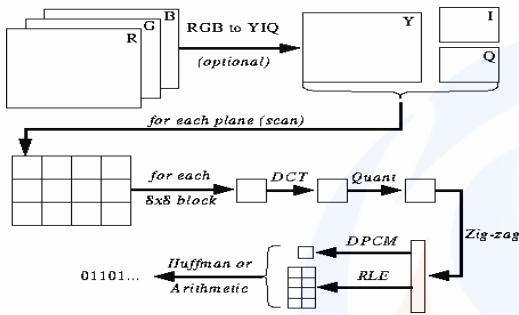 R
G
B
RGB to YIQ
(optional)
Y
I
Q
for each plane (scan)
for each
8x8 block
DCT
Quant
Zig-zag
DPCM
RLE
Huffman or
Arithmetic
01101...